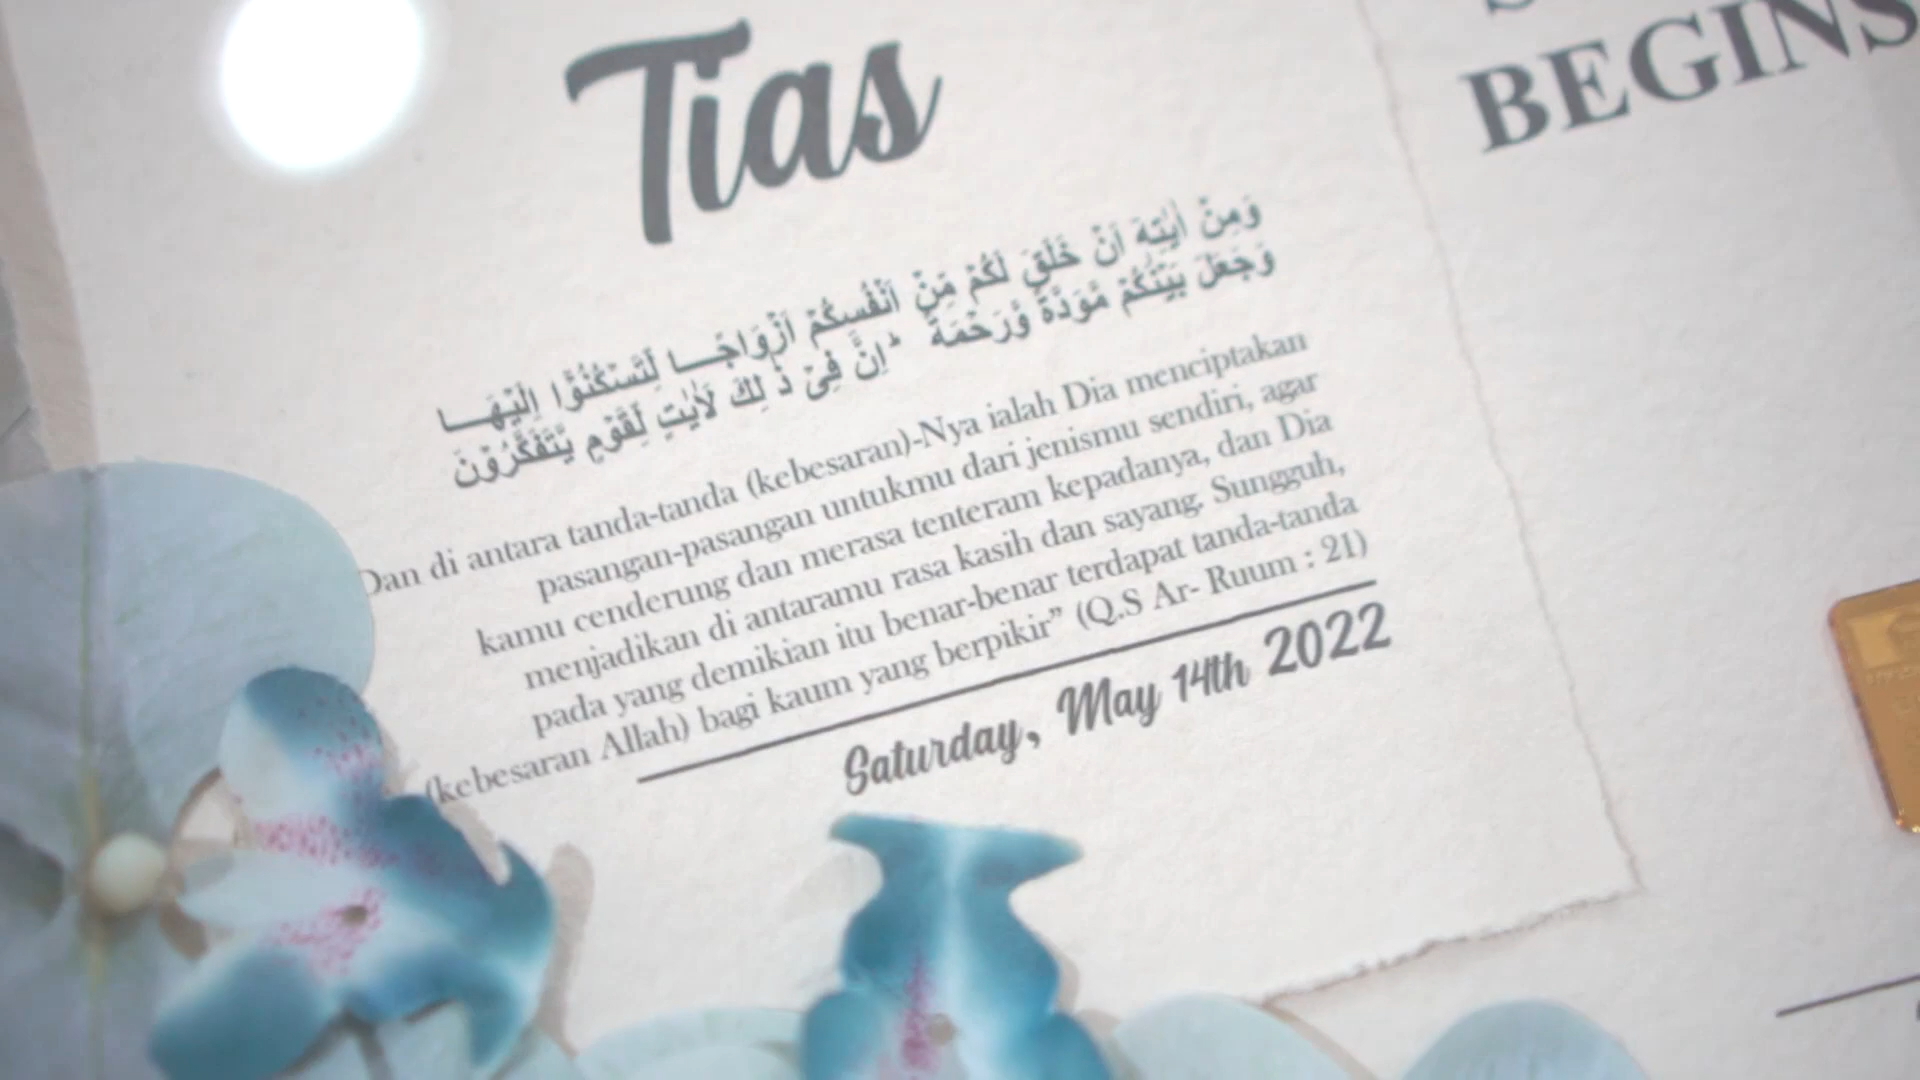 Tias
وَمِنْ اٰيٰتِهٖٓ اَنْ خَلَقَ لَكُمْ مِّنْ اَنْفُسِكُمْ اَزْوَاجًــا لِّتَسْكُنُوْٓا اِلَيْهَــا
وَجَعَلَ بَيْنَكُمْ مَّوَدَّةً وَّرَحْمَةً ۗ اِنَّ فِيْ ذٰ لِكَ لَاٰيٰتٍ لِّقَوْمٍ يَّتَفَكَّرُوْنَ
Dan di antara tanda-tanda (kebesaran)-Nya ialah Dia menciptakan
pasangan-pasangan untukmu dari jenismu sendiri, agar
kamu cenderung dan merasa tenteram kepadanya, dan Dia
menjadikan di antaramu rasa kasih dan sayang. Sungguh,
pada yang demikian itu benar-benar terdapat tanda-tanda
(kebesaran Allah) bagi kaum yang berpikir” (Q.S Ar- Ruum : 21)
Saturday, May 14th 2022
BEGINS